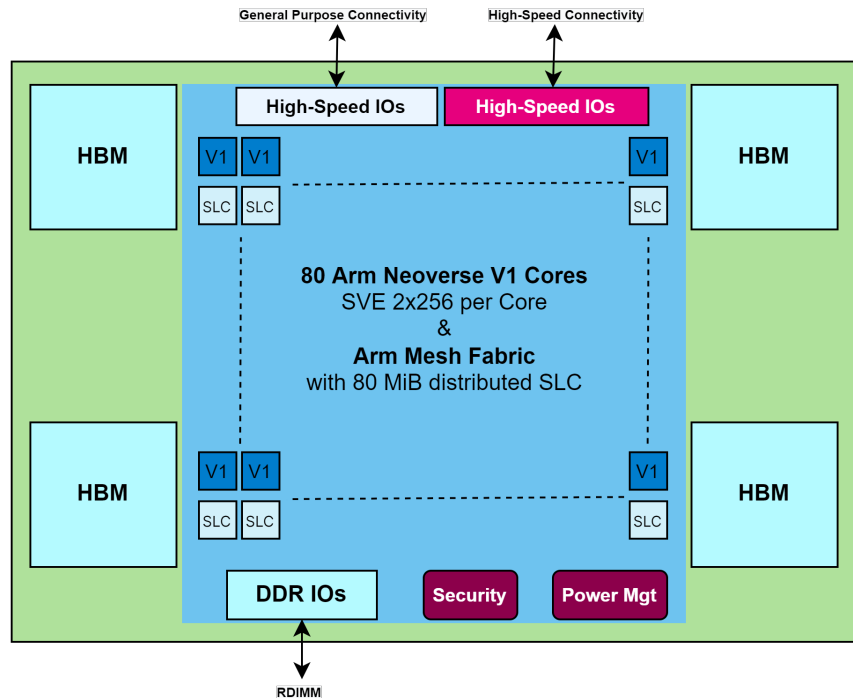 General Purpose Connectivity
High-Speed Connectivity
High-Speed IOs
High-Speed IOs
HBM
HBM
V1
V1
V1
SLC
SLC
SLC
80 Arm Neoverse V1 Cores
SVE 2x256 per Core
&
Arm Mesh Fabric
with 80 MiB distributed SLC
HBM
HBM
V1
V1
V1
SLC
SLC
SLC
DDR IOs
Security
Power Mgt
RDIMM